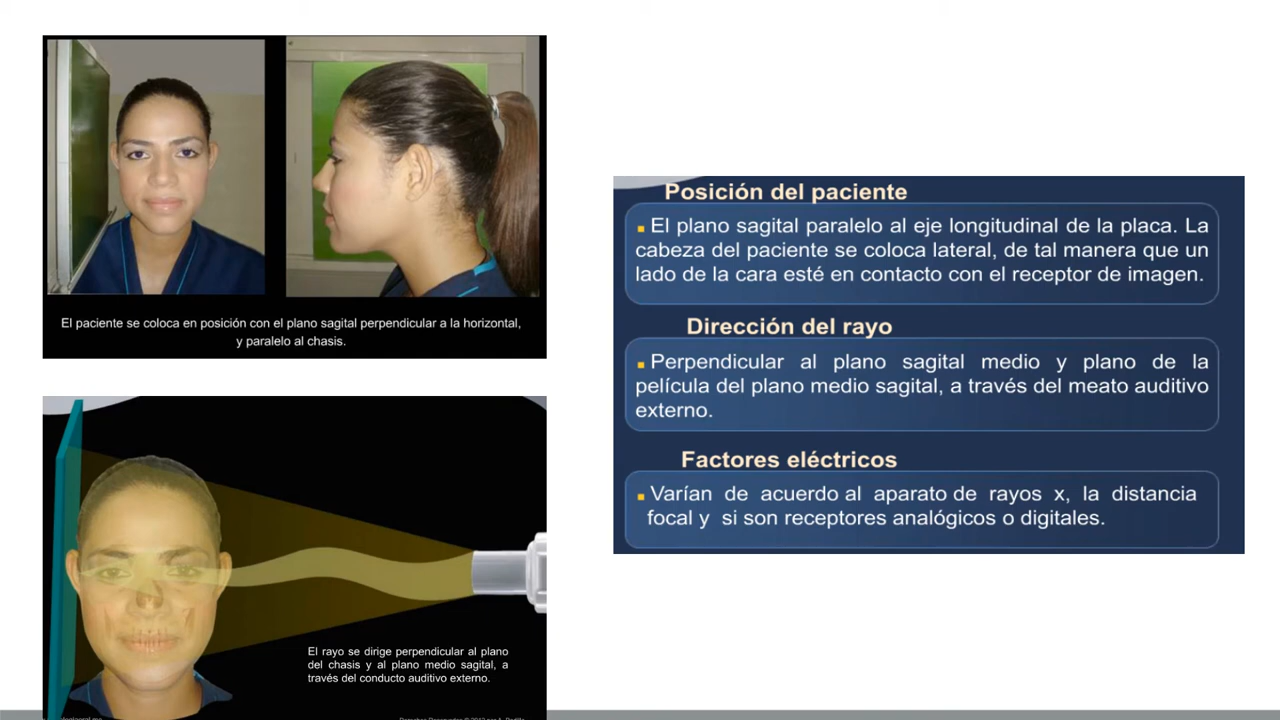 El paciente se coloca en posición con el plano sagital perpendicular a la horizontal,
y paralelo al chasis.
El rayo se dirige perpendicular al plano
del chasis y al plano medio sagital, a
través del conducto auditivo externo.
Posición del paciente
El plano sagital paralelo al eje longitudinal de la placa. La
cabeza del paciente se coloca lateral, de tal manera que un
lado de la cara esté en contacto con el receptor de imagen.
Dirección del rayo
Perpendicular al plano sagital medio y plano de la
película del plano medio sagital, a través del meato auditivo
externo.
Factores eléctricos
Varían de acuerdo al aparato de rayos x, la distancia
focal y si son receptores analógicos o digitales.